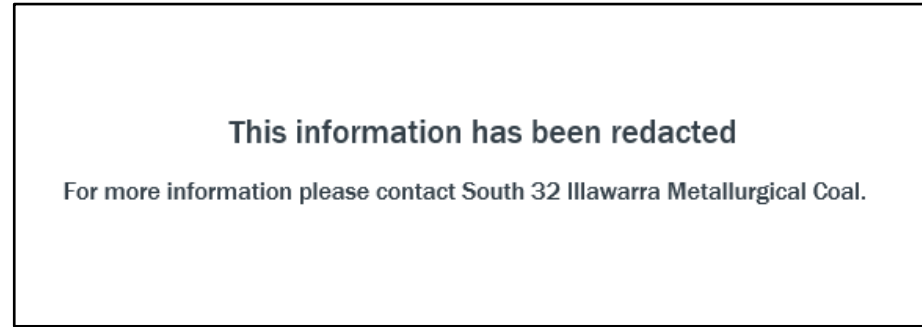 This information has been redacted
For more information please contact South 32 Illawarra Metallurgical Coal.